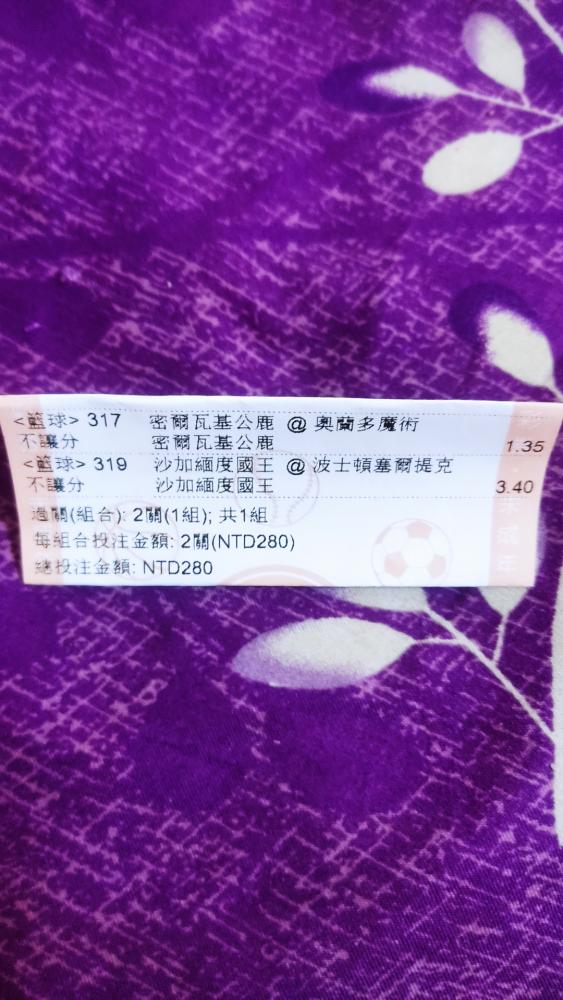 <籃球> 317 密爾瓦基公鹿 @ 奧蘭多魔術
不讓分 密爾瓦基公鹿 1.35
<籃球> 319 沙加緬度國王 @ 波士頓塞爾提克
不讓分 沙加緬度國王 3.40
過關(組合): 2關(1組); 共1組
每組合投注金額: 2關(NTD280)
總投注金額: NTD280
未成年